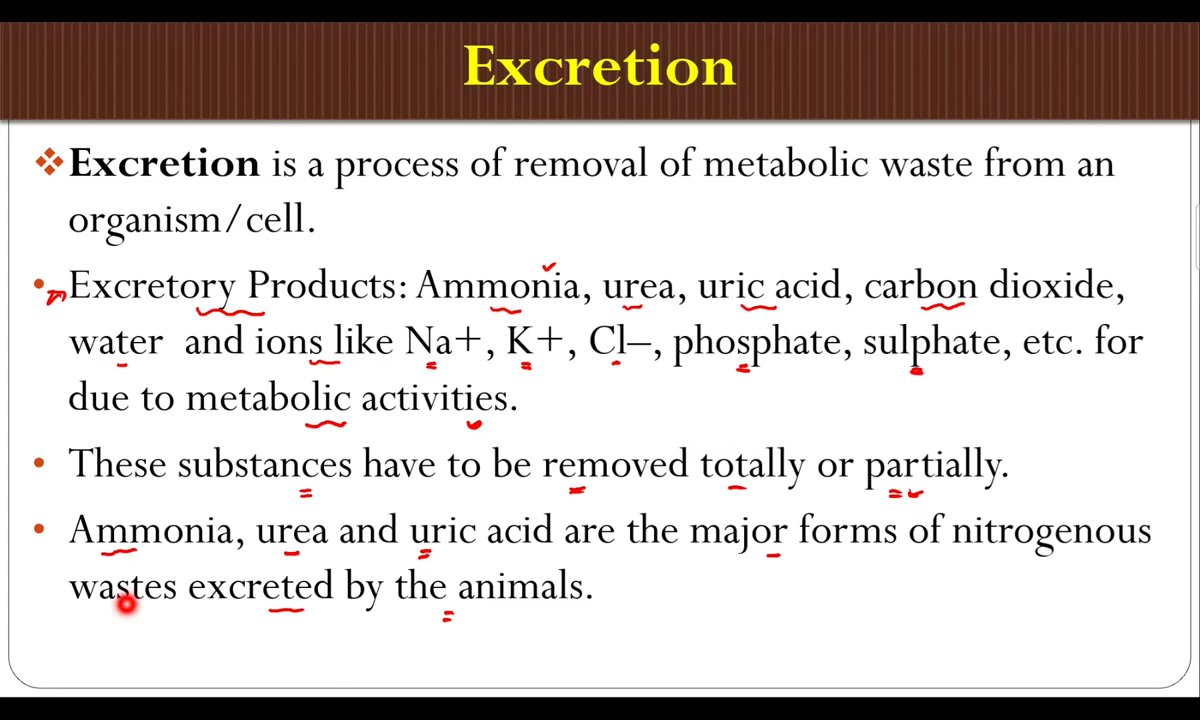 Excretion
❖Excretion is a process of removal of metabolic waste from an
organism/cell.
• Excretory Products: Ammonia, urea, uric acid, carbon dioxide,
water and ions like Na+, K+, Cl–, phosphate, sulphate, etc. for
due to metabolic activities.
• These substances have to be removed totally or partially.
• Ammonia, urea and uric acid are the major forms of nitrogenous
wastes excreted by the animals.